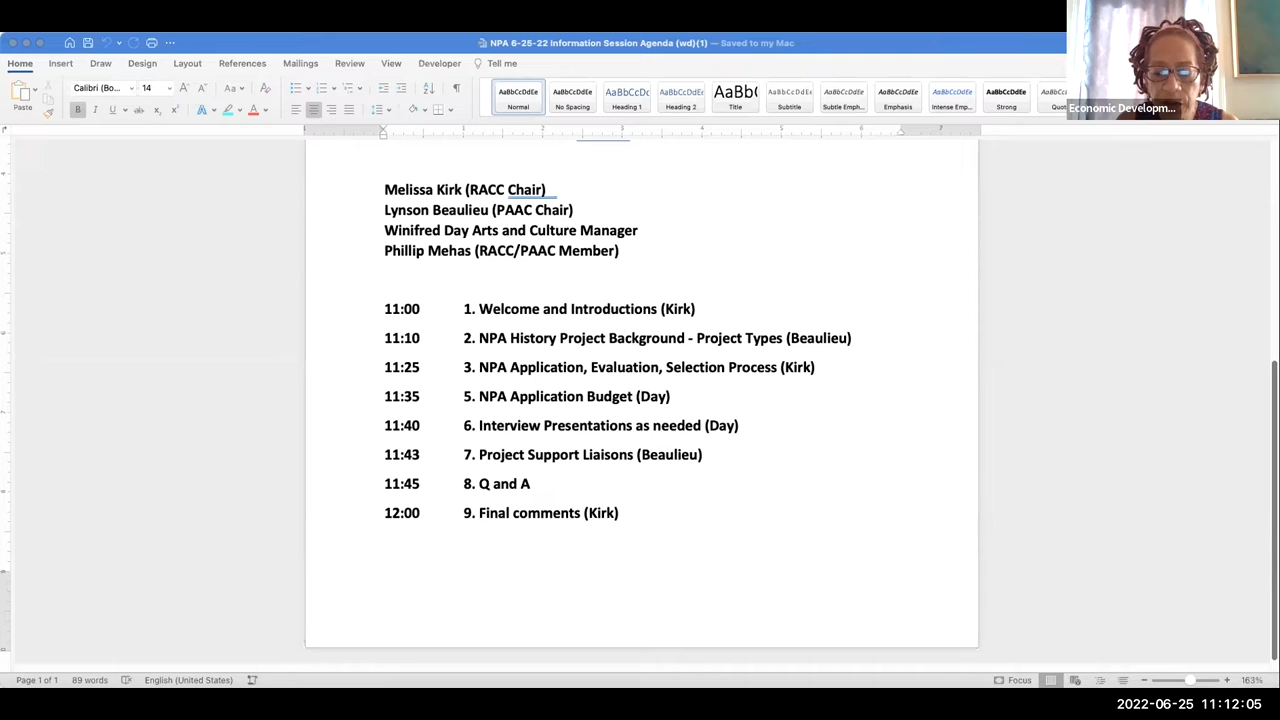 NPA 6-25-22 Information Session Agenda (wd)(1) — Saved to my Mac
Home Insert Draw Design Layout References Mailings Review View Developer Tell me
Paste
Calibri (Bo... 14
AaBbCcDdEe AaBbCcDdEe AaBbCcDc AaBbCcDdEe AaBb( AaBbCcDdEe AaBbCcDdEe AaBbCcDdEe AaBbCcDdEe AaBbCcDdEe
Normal No Spacing Heading 1 Heading 2 Title Subtitle Subtle Emph... Emphasis Intense Emp... Strong
Economic Developm...
Melissa Kirk (RACC Chair)
Lynson Beaulieu (PAAC Chair)
Winifred Day Arts and Culture Manager
Phillip Mehas (RACC/PAAC Member)
11:00 1. Welcome and Introductions (Kirk)
11:10 2. NPA History Project Background - Project Types (Beaulieu)
11:25 3. NPA Application, Evaluation, Selection Process (Kirk)
11:35 5. NPA Application Budget (Day)
11:40 6. Interview Presentations as needed (Day)
11:43 7. Project Support Liaisons (Beaulieu)
11:45 8. Q and A
12:00 9. Final comments (Kirk)
Page 1 of 1 89 words English (United States) Focus 163%
2022-06-25 11:12:05